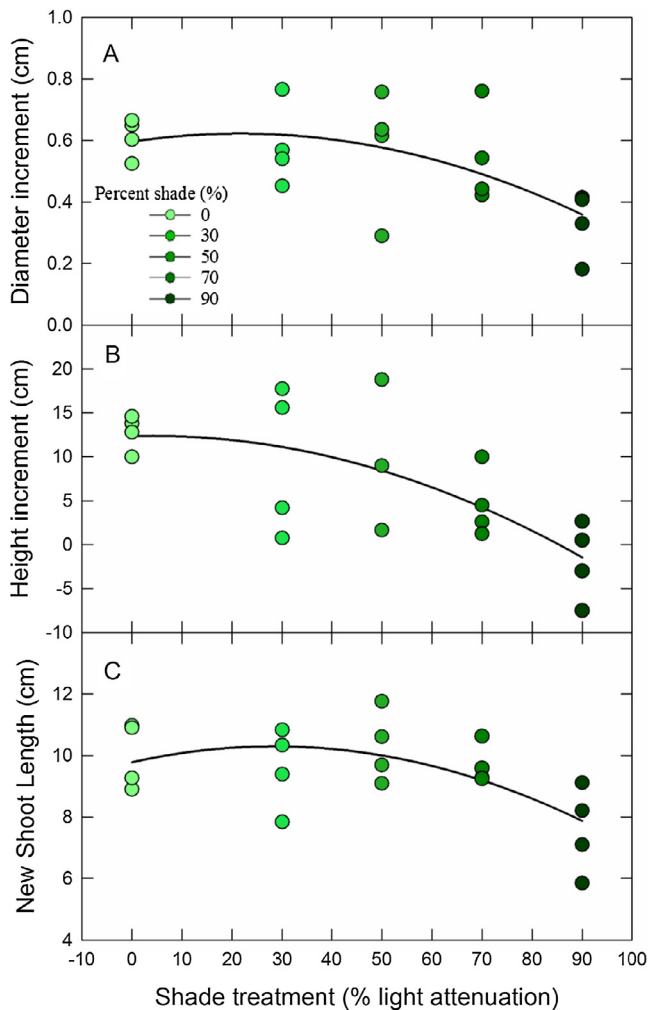 1.0
A
0.8
0.6
0.4
0.2
0.0
Diameter increment (cm)
Percent shade (%)
0
30
50
70
90
B
20
15
10
5
0
-5
-10
Height increment (cm)
C
12
10
8
6
4
New Shoot Length (cm)
-10 0 10 20 30 40 50 60 70 80 90 100
Shade treatment (% light attenuation)